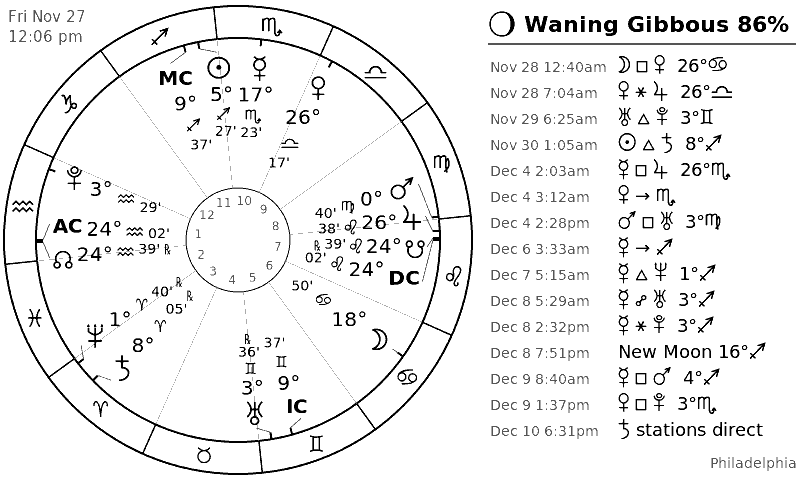 Fri Nov 27
12:06 pm
Waning Gibbous 86%
Nov 28 12:40am ☽ □ ♀ 26°♋
Nov 28 7:04am ♀ ⚹ ♃ 26°♎
Nov 29 6:25am ♅ △ ♇ 3°♊
Nov 30 1:05am ☉ △ ♄ 8°♐
Dec 4 2:03am ☿ □ ♃ 26°♏
Dec 4 3:12am ♀ → ♏
Dec 4 2:28pm ♂ □ ♅ 3°♍
Dec 6 3:33am ☿ → ♐
Dec 7 5:15am ☿ △ ♆ 1°♐
Dec 8 5:29am ☿ ☍ ♅ 3°♐
Dec 8 2:32pm ☿ ⚹ ♇ 3°♐
Dec 8 7:51pm New Moon 16°♐
Dec 9 8:40am ☿ □ ♂ 4°♐
Dec 9 1:37pm ♀ □ ♇ 3°♏
Dec 10 6:31pm ♄ stations direct
Philadelphia
MC 9° ♐ 37'
☉ 5° ♐ 27'
☿ 17° ♏ 23'
♀ 26° ♎ 17'
♇ 3° ♒ 29'
AC 24° ♒ 02'
☊ 24° ♒ 39' ℞
♆ 1° ♈ 40' ℞
♄ 8° ♈ 05' ℞
♅ 3° ♊ 36' ℞
IC 9° ♊ 37'
☽ 18° ♋ 50'
DC 24° ♌ 02'
☋ 24° ♌ 39' ℞
♃ 26° ♌ 38'
♂ 0° ♍ 40'
♏
♎
♍
♌
♋
♊
♉
♈
♓
♒
♑
♐
1
2
3
4
5
6
7
8
9
10
11
12